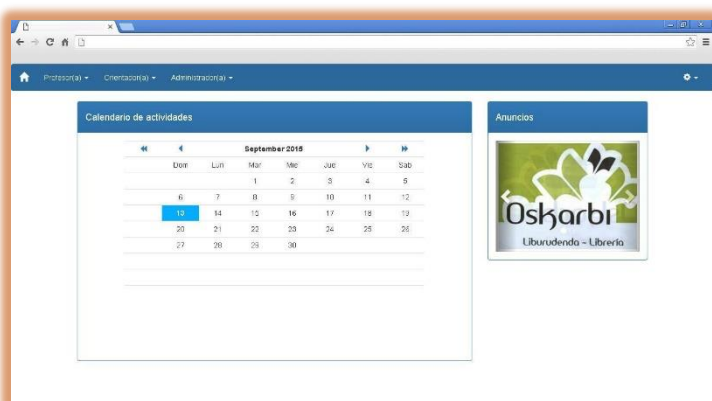 Profesor(a) Orientador(a) Administrador(a)
Calendario de actividades
September 2015
Dom Lun Mar Mie Jue Vie Sab
1 2 3 4 5
6 7 8 9 10 11 12
13 14 15 16 17 18 19
20 21 22 23 24 25 26
27 28 29 30
Anuncios
Oskarbi
Liburudenda - Librería